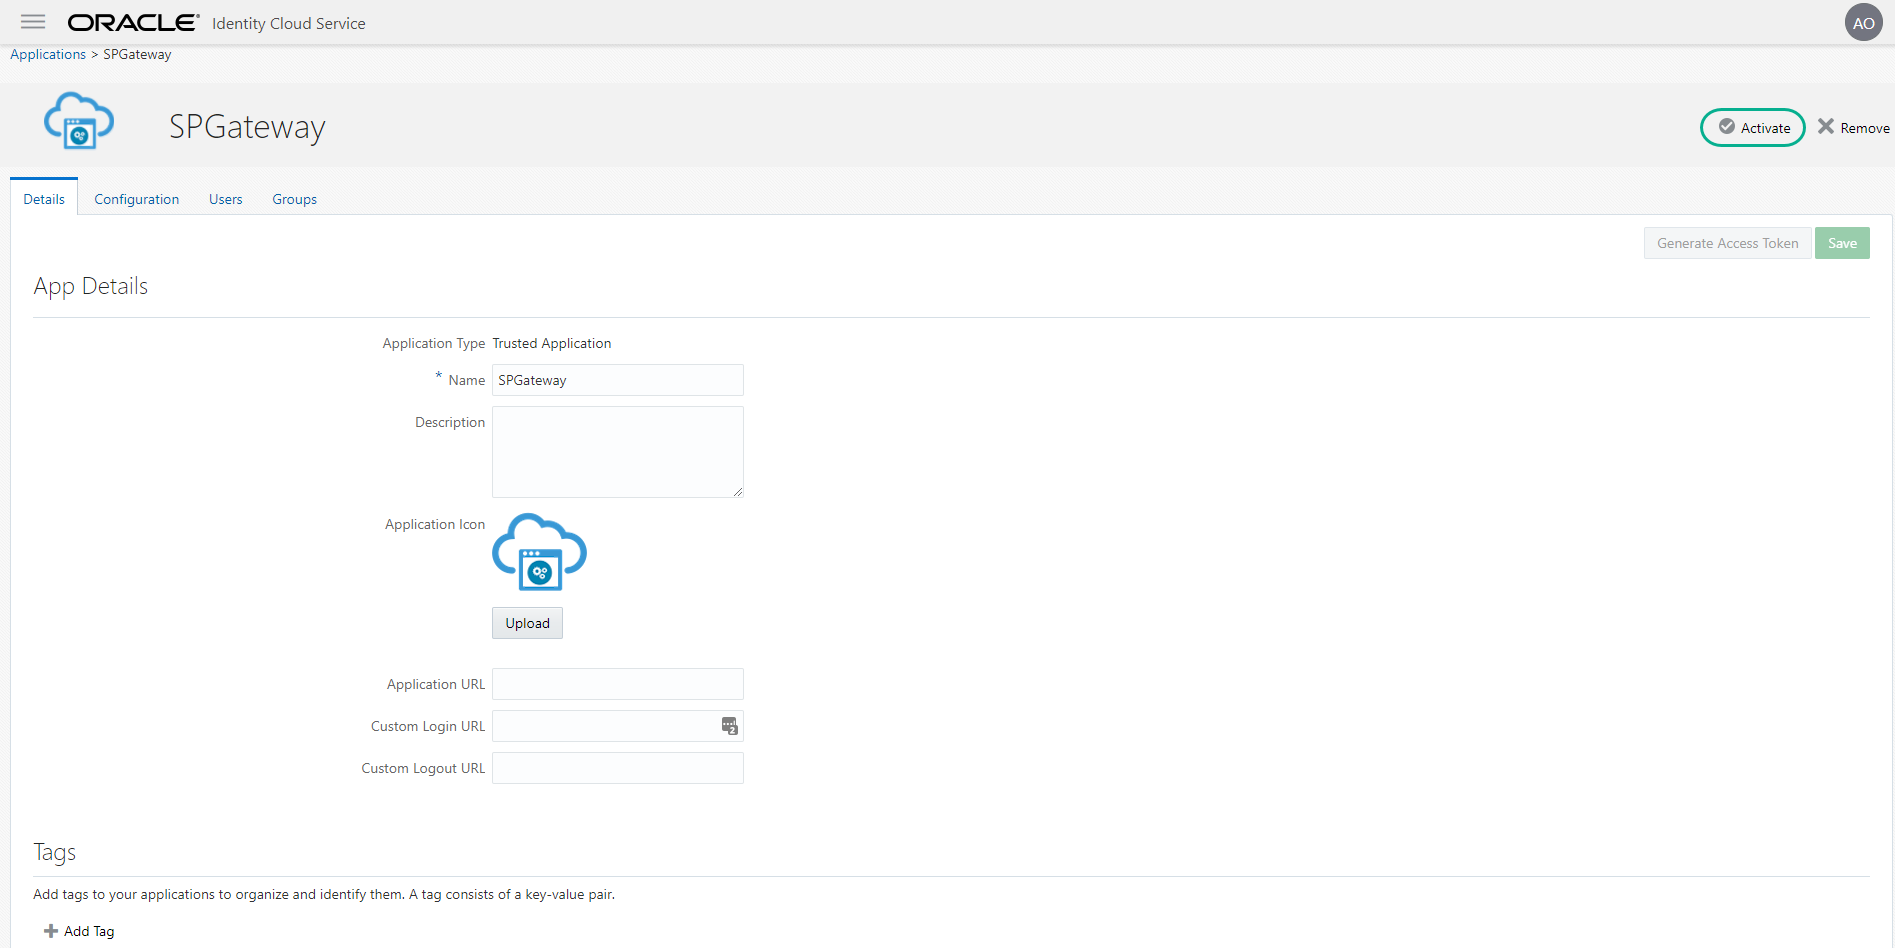 ORACLE® Identity Cloud Service
AO
Applications > SPGateway
SPGateway
Activate
Remove
Details
Configuration
Users
Groups
Generate Access Token
Save
App Details
Application Type Trusted Application
* Name SPGateway
Description
Application Icon
Upload
Application URL
Custom Login URL
2
Custom Logout URL
Tags
Add tags to your applications to organize and identify them. A tag consists of a key-value pair.
Add Tag